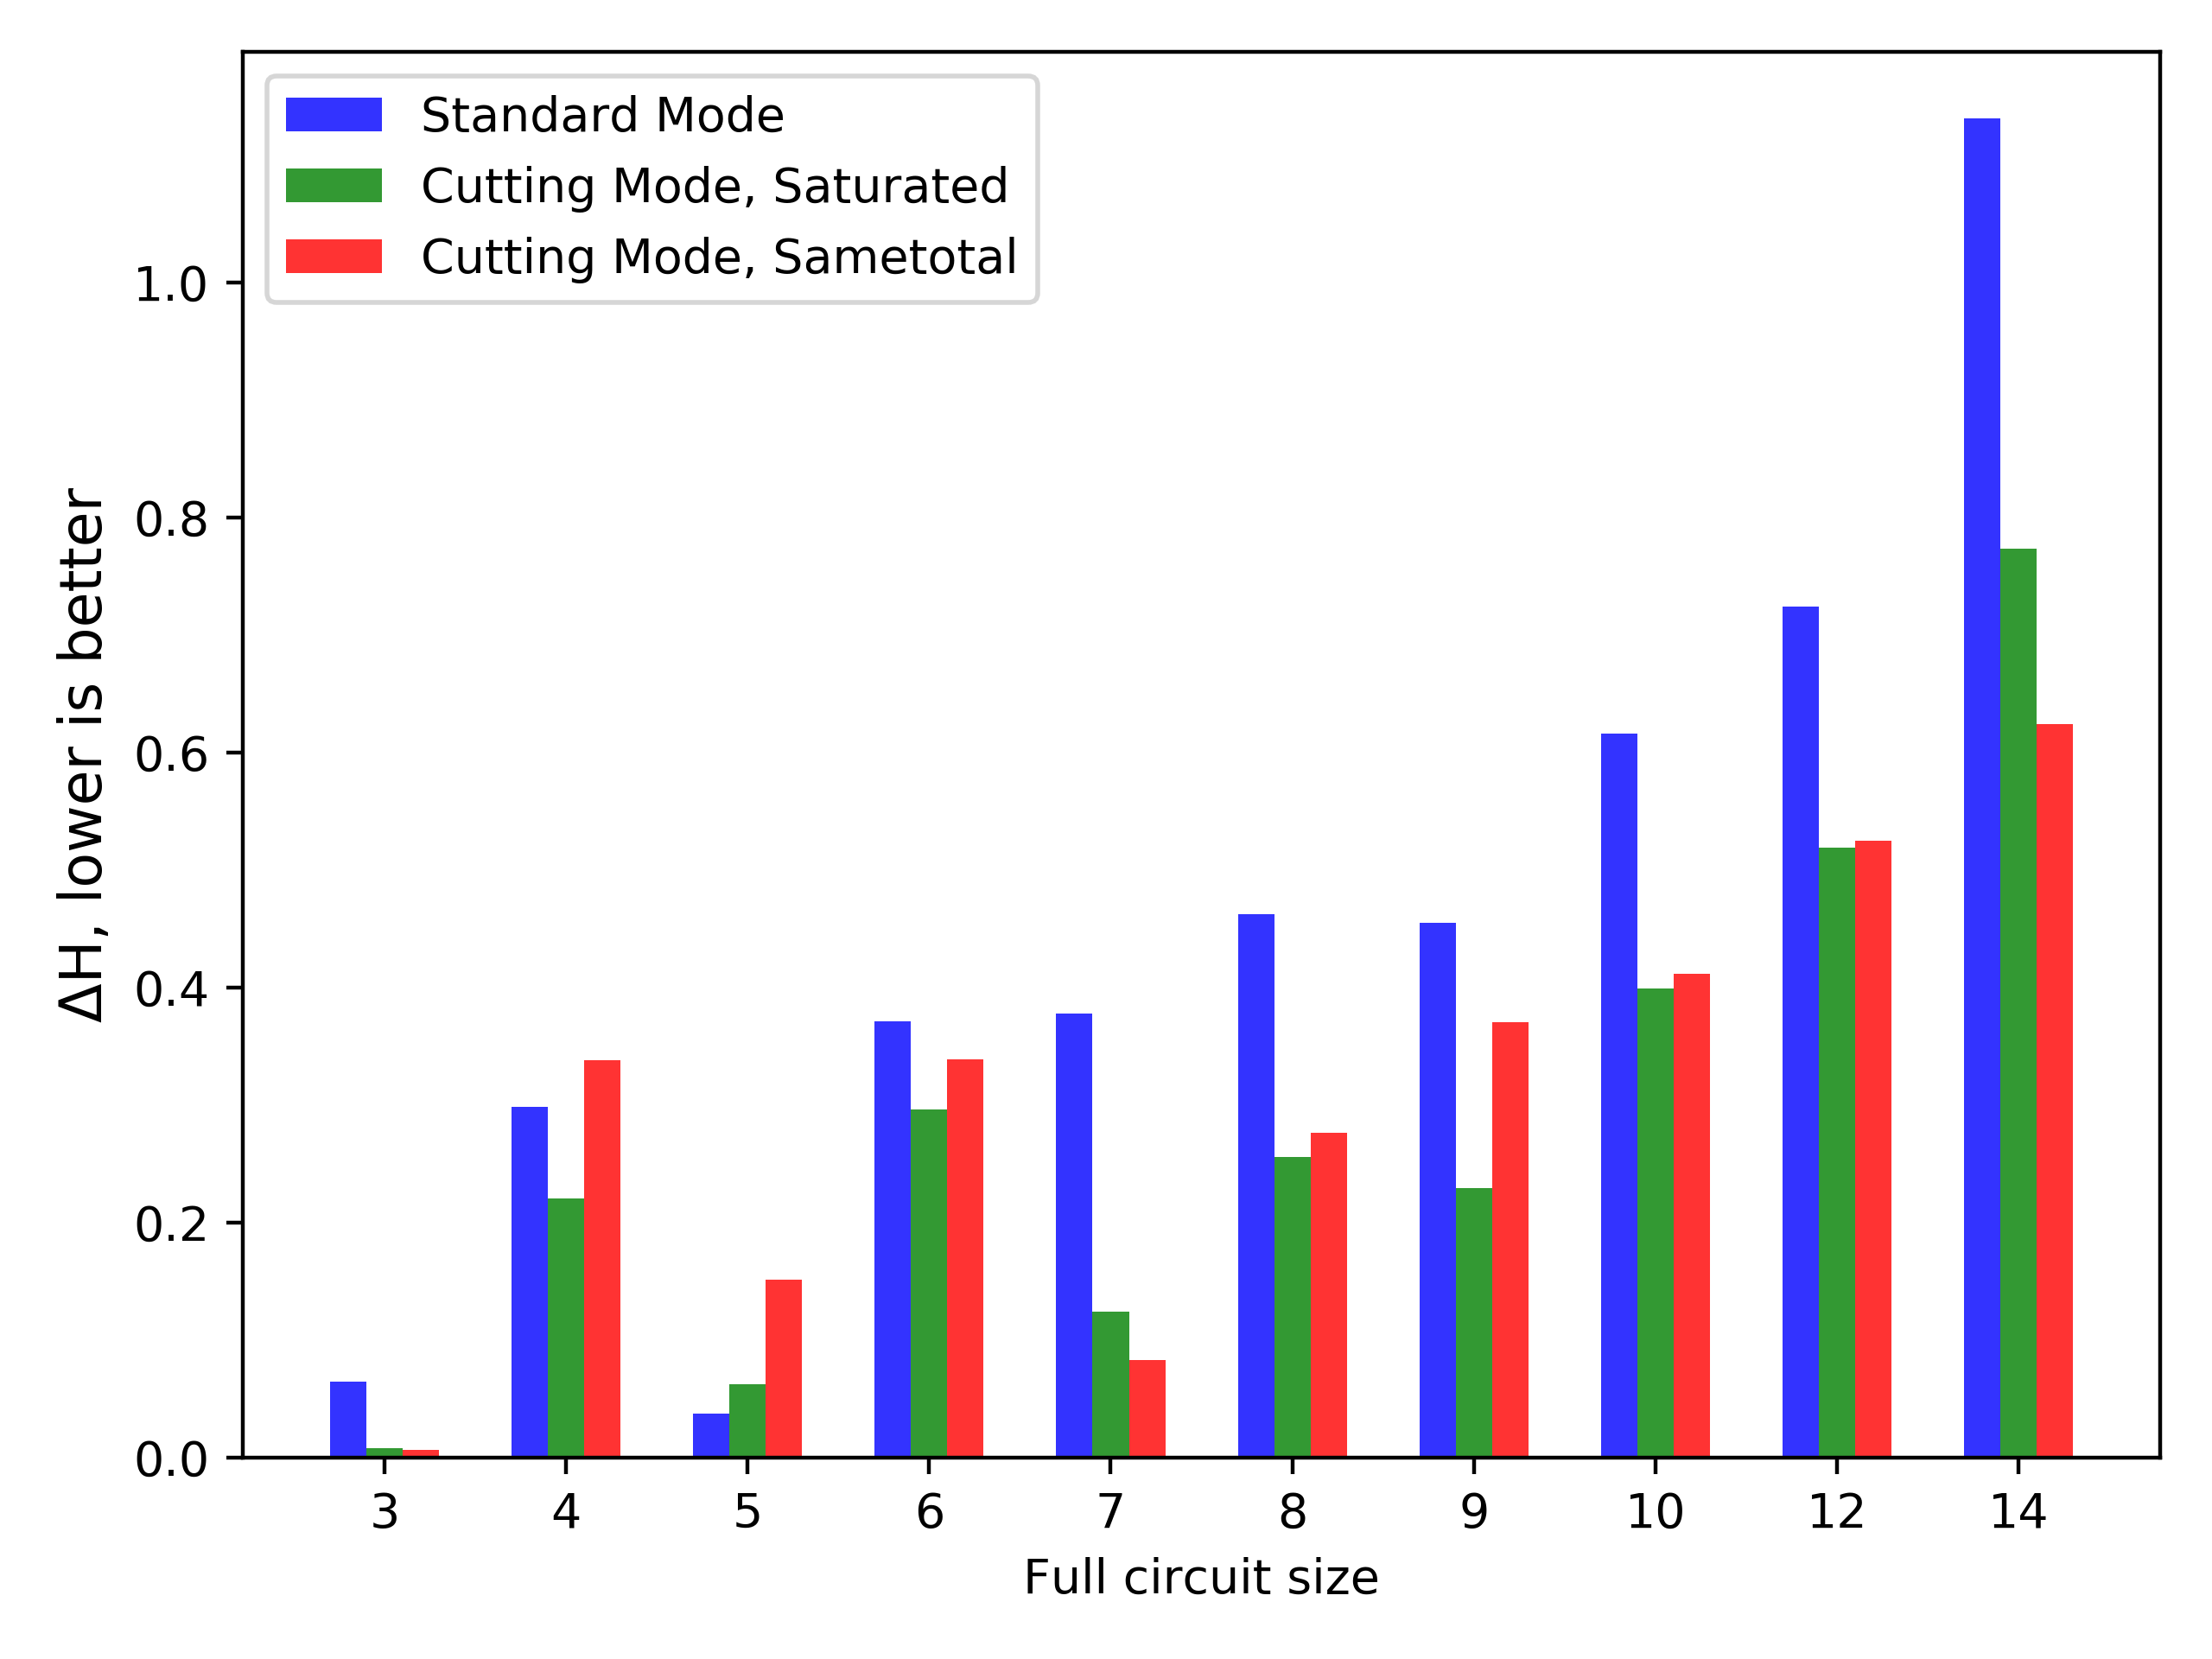 Standard Mode
Cutting Mode, Saturated
Cutting Mode, Sametotal
ΔH, lower is better
1.0
0.8
0.6
0.4
0.2
0.0
3 4 5 6 7 8 9 10 12 14
Full circuit size